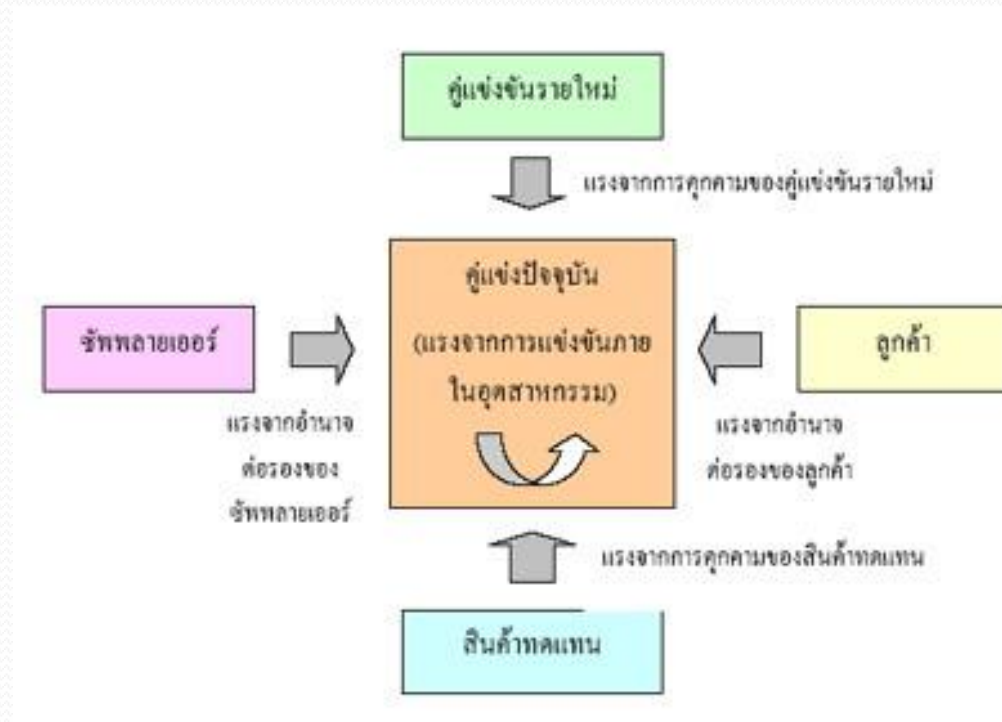 คู่แข่งขันรายใหม่
แรงจากการคุกคามของคู่แข่งขันรายใหม่
คู่แข่งปัจจุบัน
(แรงจากการแข่งขันภาย
ในอุตสาหกรรม)
ซัพพลายเออร์
แรงจากอำนาจ
ต่อรองของ
ซัพพลายเออร์
ลูกค้า
แรงจากอำนาจ
ต่อรองของลูกค้า
แรงจากการคุกคามของสินค้าทดแทน
สินค้าทดแทน